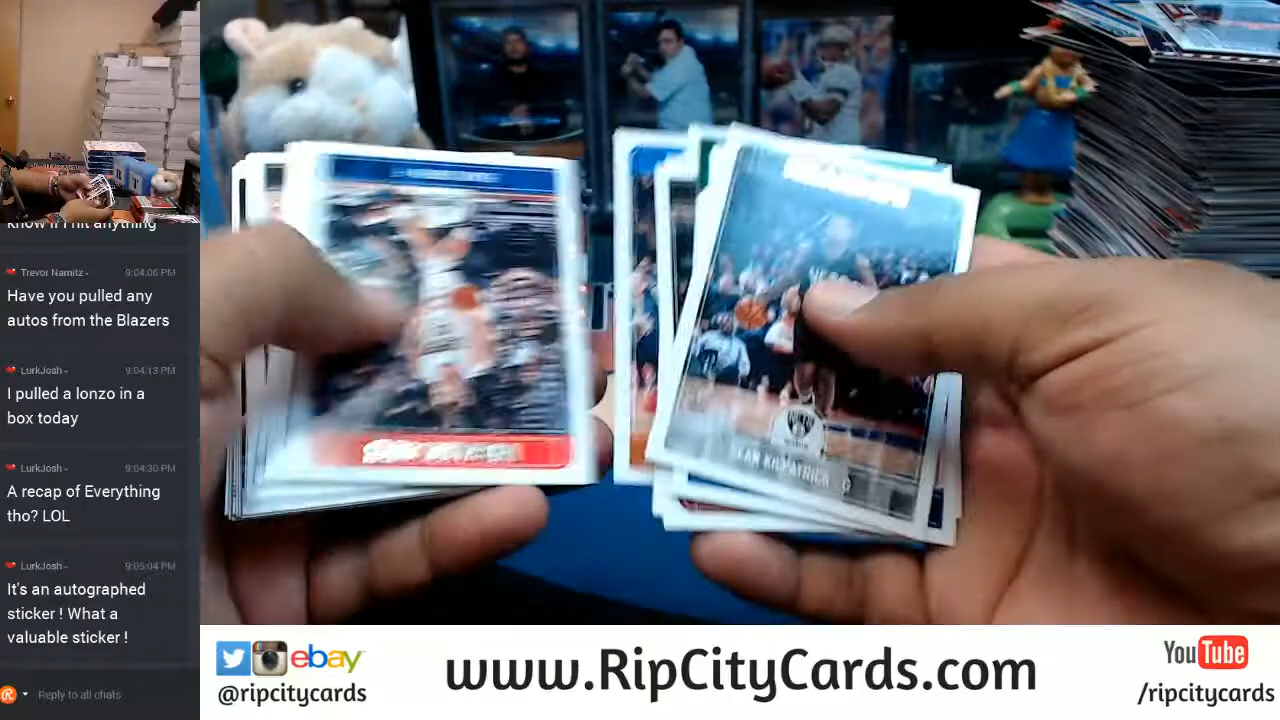 know if I hit anything
Trevor Namitz- 9:04:06 PM
Have you pulled any
autos from the Blazers
LurkJosh- 9:04:13 PM
I pulled a lonzo in a
box today
LurkJosh- 9:04:30 PM
A recap of Everything
tho? LOL
LurkJosh- 9:05:04 PM
It's an autographed
sticker ! What a
valuable sticker !
Reply to all chats
KILPATRICK
ebay
@ripcitycards
www.RipCityCards.com
YouTube
/ripcitycards